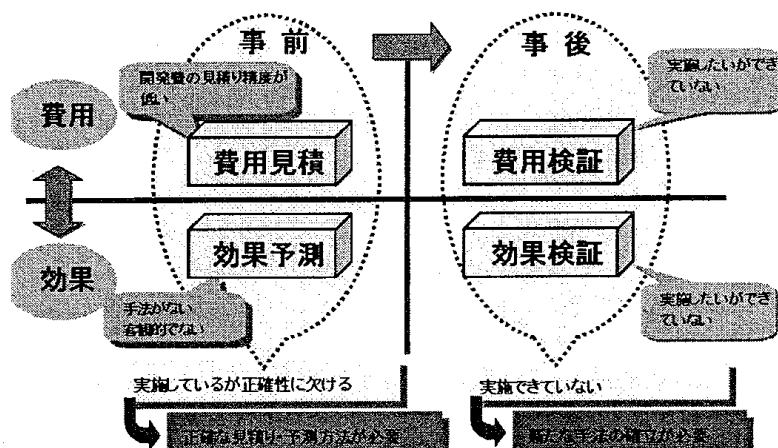 事前
事後
開発費の見積り精度が
低い
実施したいができ
ていない
費用
費用見積
費用検証
効果予測
効果検証
効果
手法がない
客観的でない
実施したいができ
ていない
実施しているが正確性に欠ける
実施できていない
正確な見積り・予測方法が必要
新たな手法の確立が必要